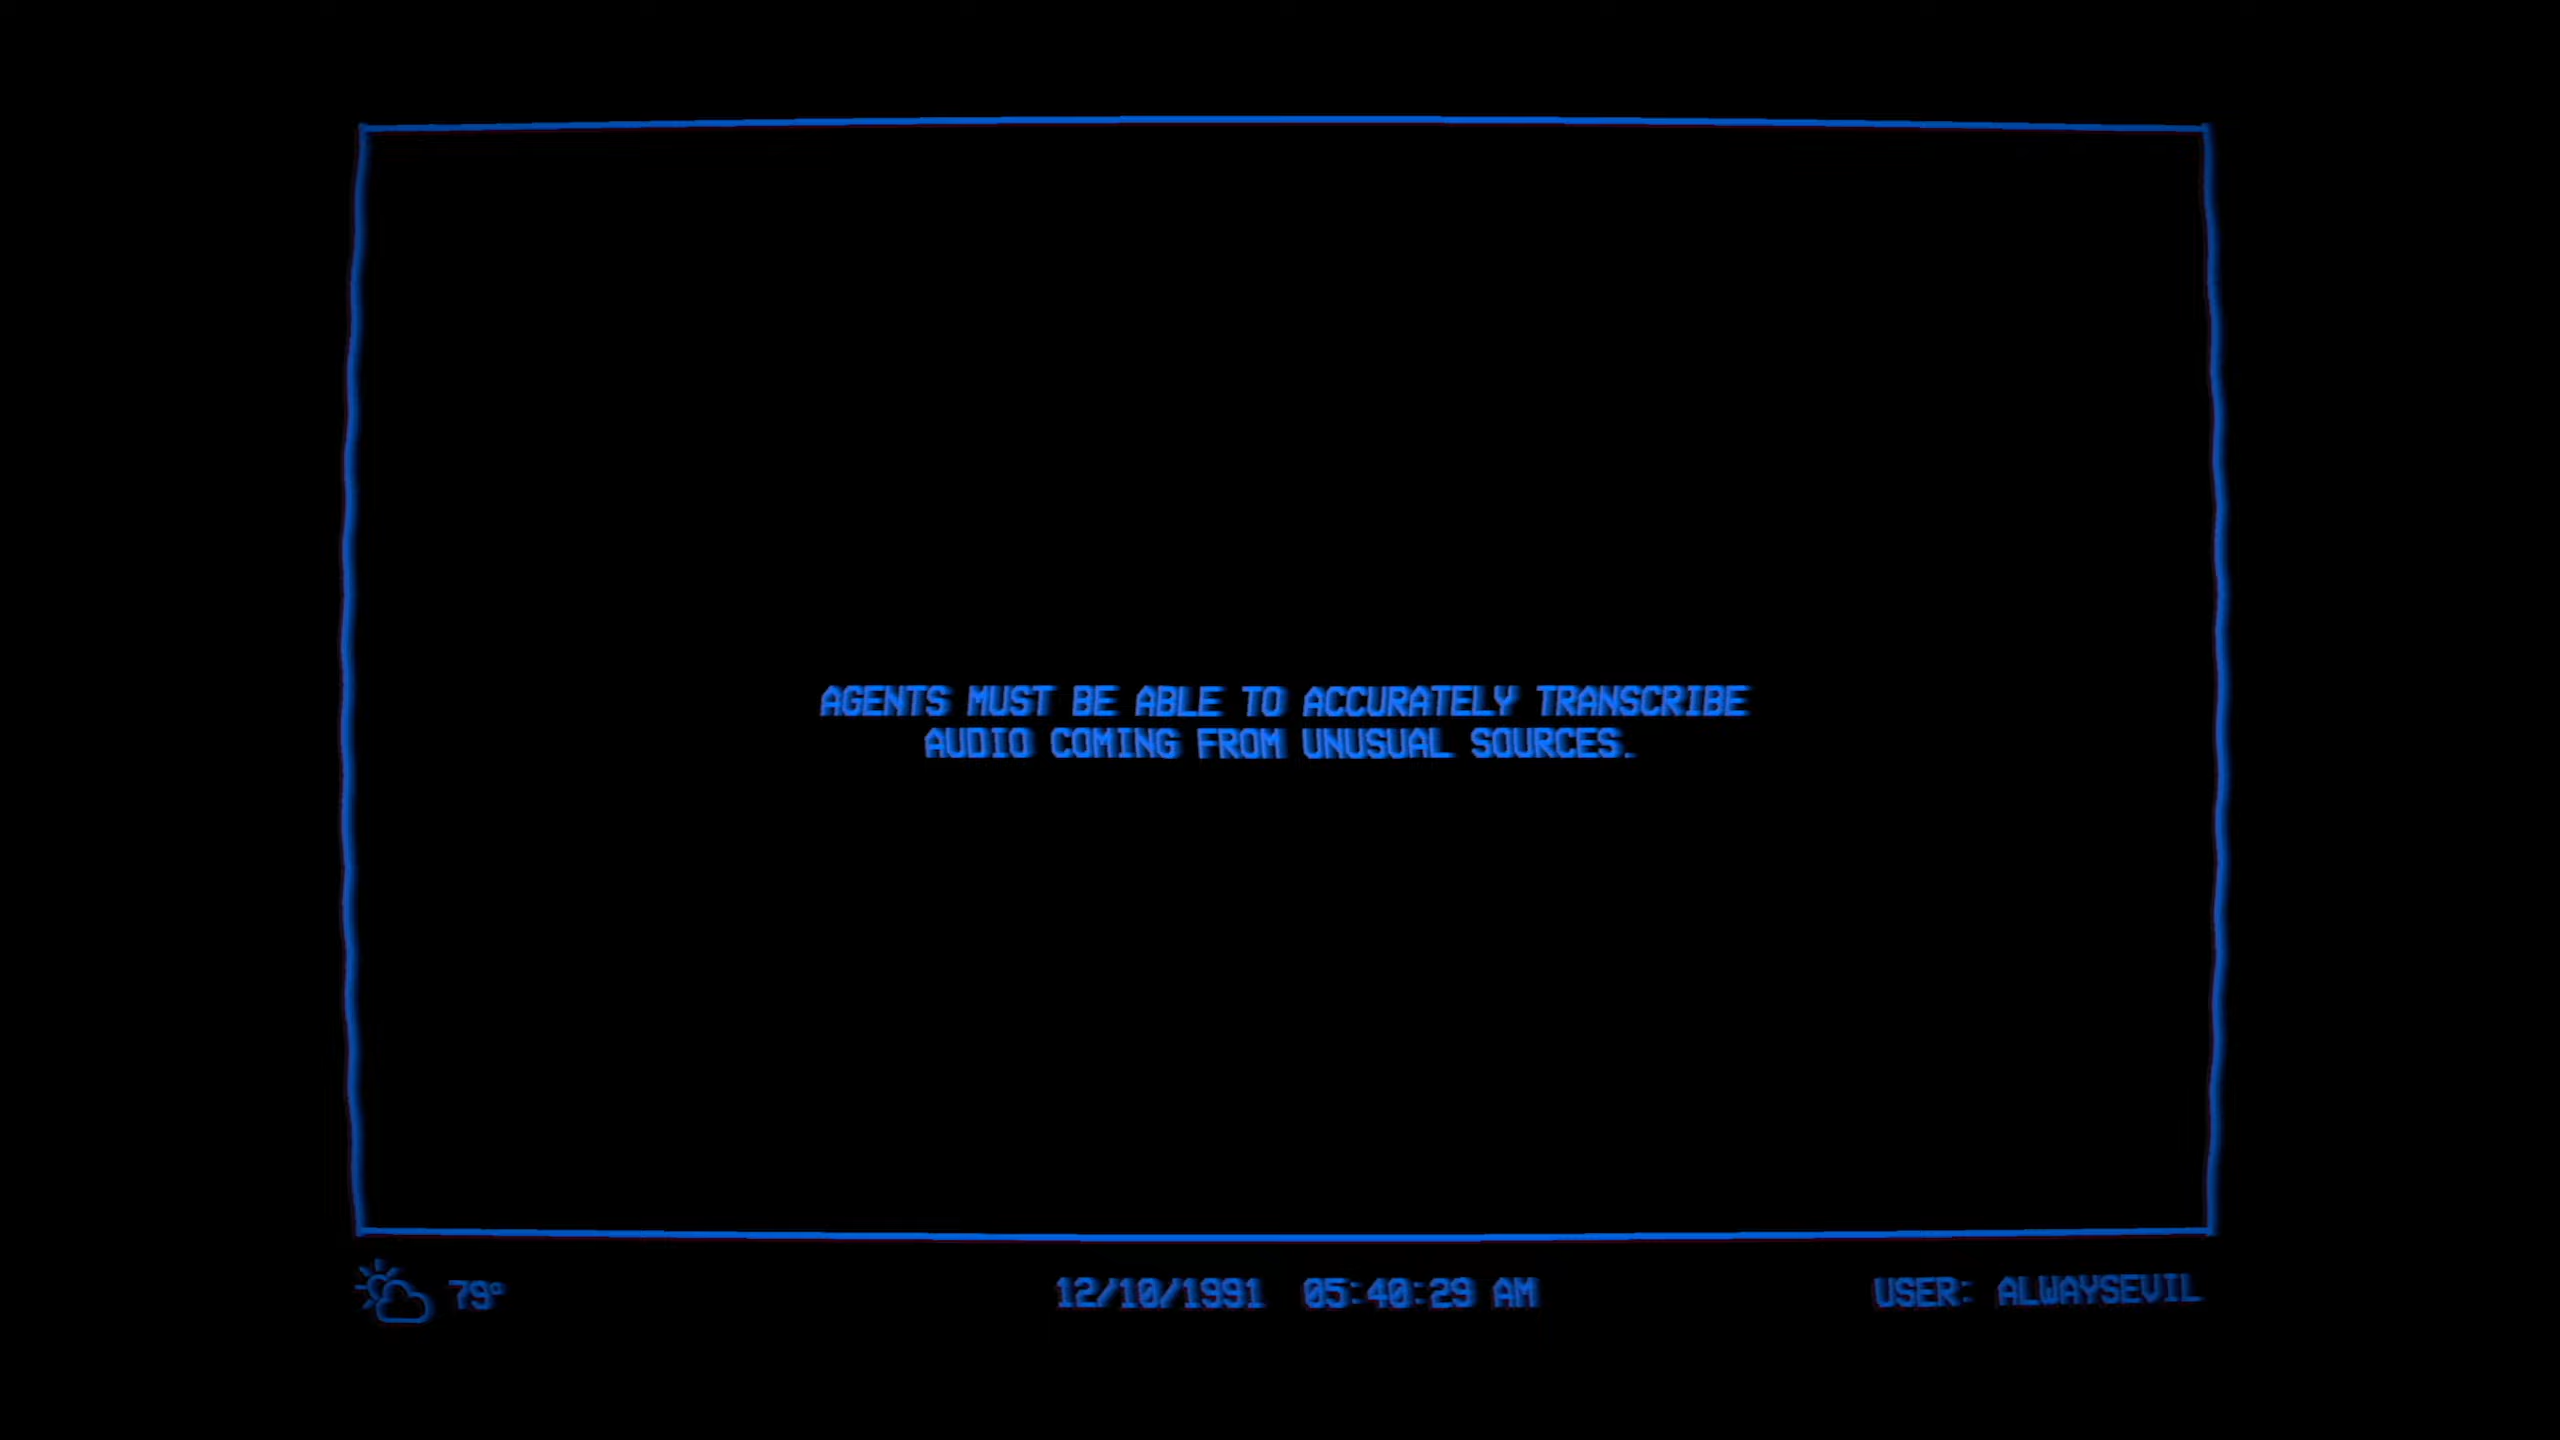 AGENTS MUST BE ABLE TO ACCURATELY TRANSCRIBE
AUDIO COMING FROM UNUSUAL SOURCES.
79°
12/10/1991 05:40:29 AM
USER: ALWAYSEVIL